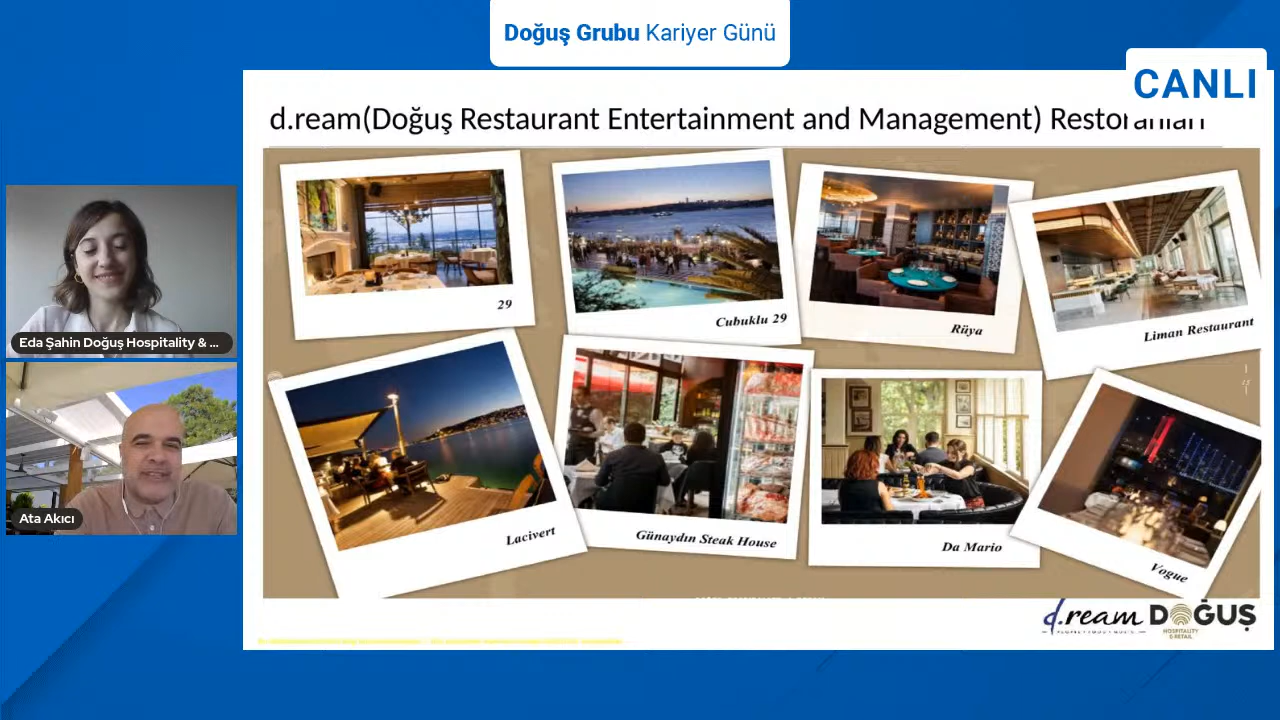 Doğuş Grubu Kariyer Günü
CANLI
d.ream(Doğuş Restaurant Entertainment and Management) Restoranları
29
Cubuklu 29
Rüya
Liman Restaurant
Lacivert
Günaydın Steak House
Da Mario
Vogue
Eda Şahin Doğuş Hospitality & ...
Ata Akıcı
d.ream
DOĞUŞ
HOSPITALITY
& RETAIL